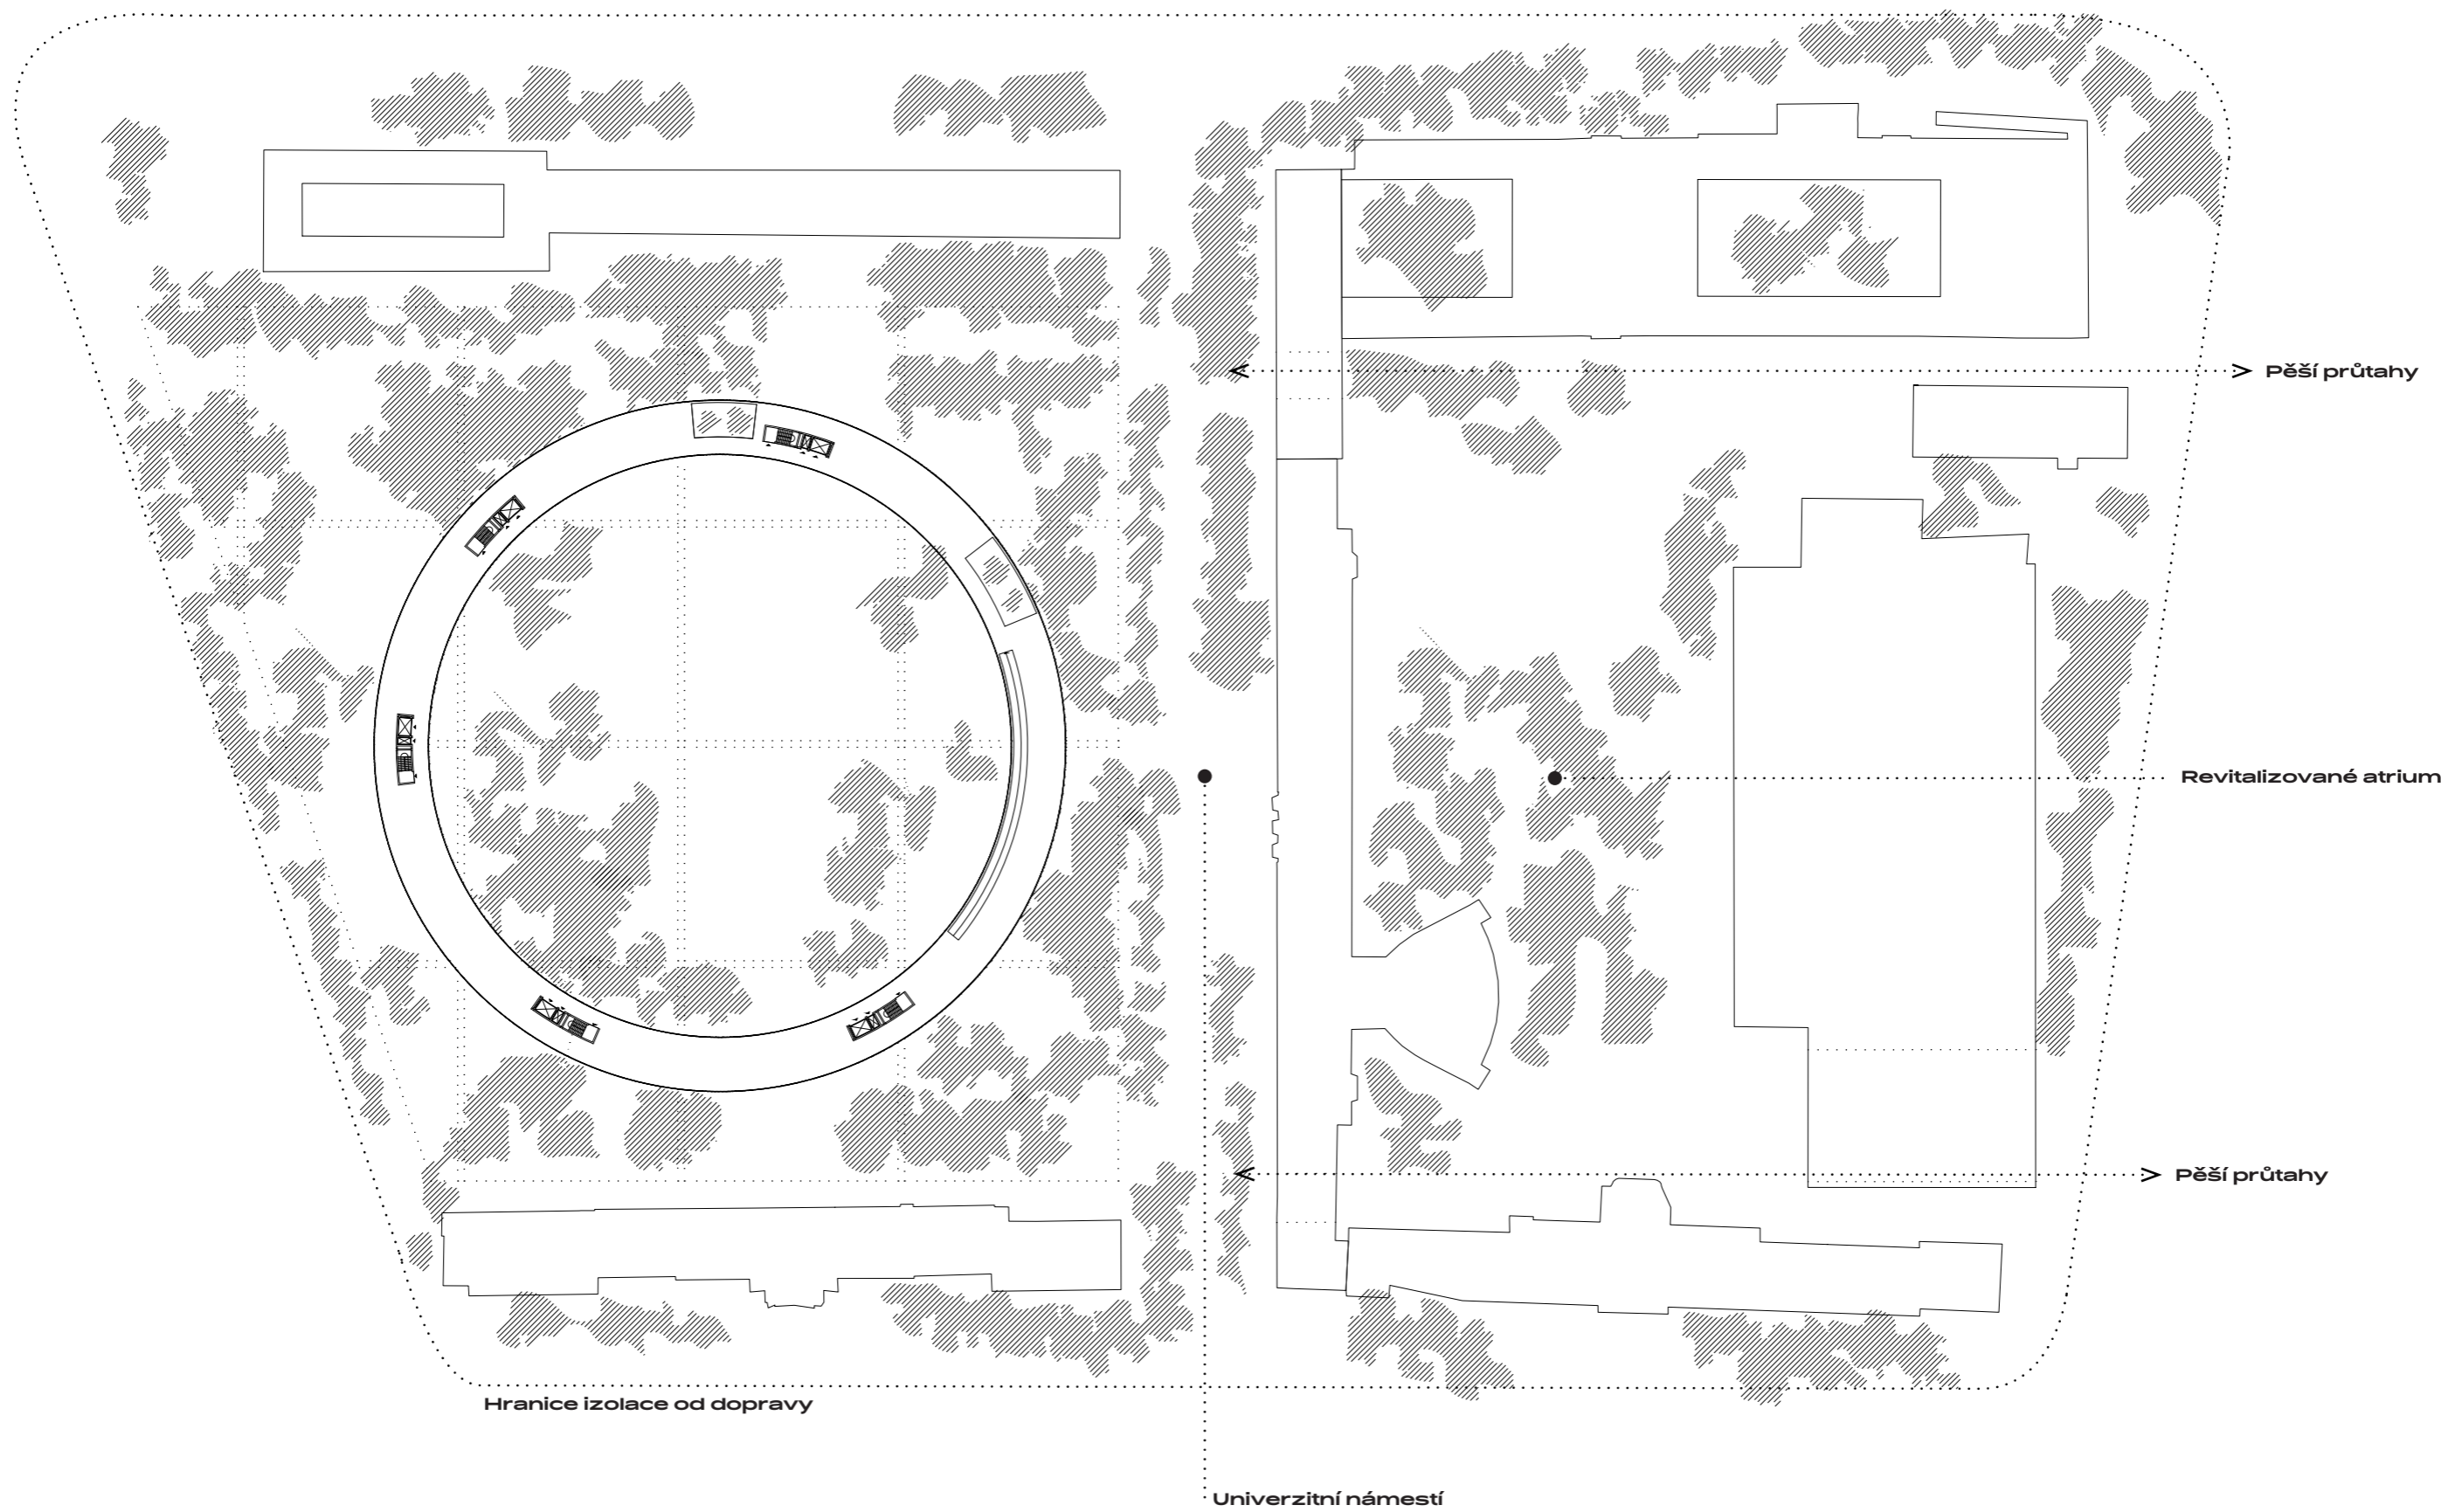 Pěší průtahy
Revitalizované atrium
Pěší průtahy
Hranice izolace od dopravy
Univerzitní námestí